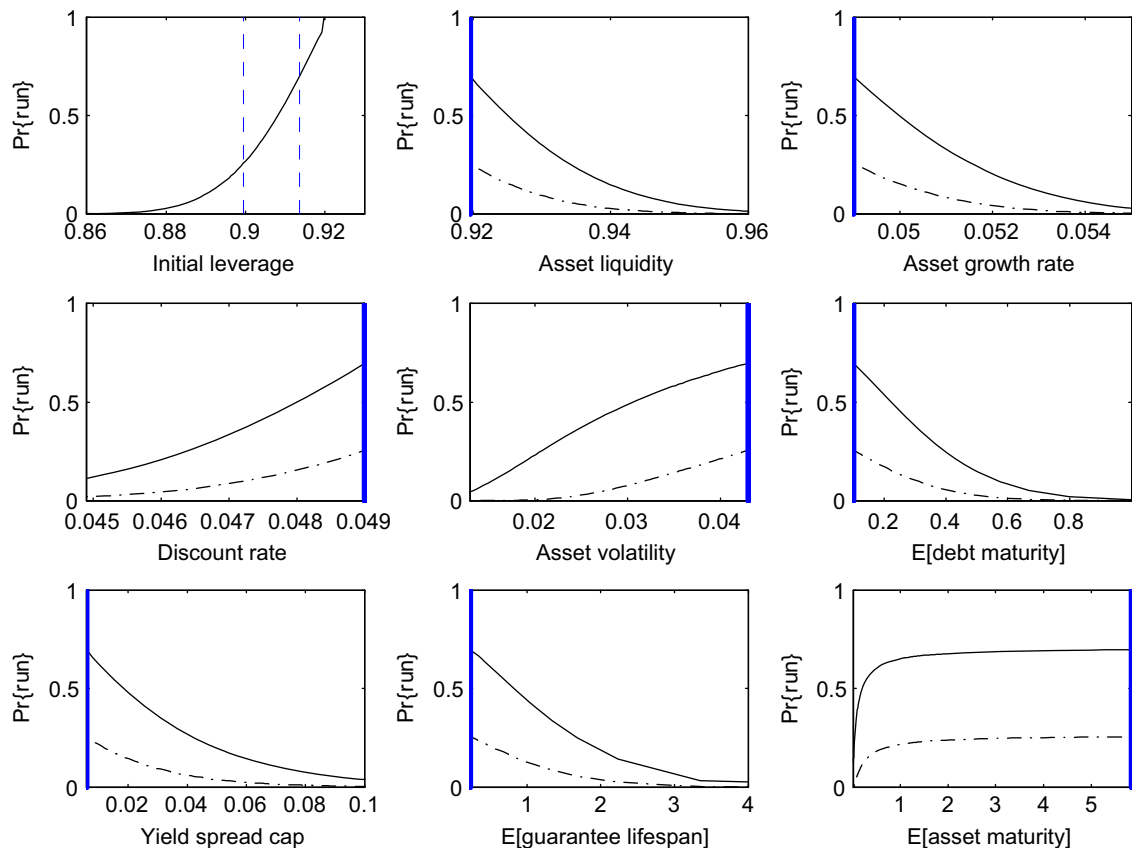 1
Pr{run}
0.5
0
0.86 0.88 0.9 0.92
Initial leverage
1
Pr{run}
0.5
0
0.92 0.94 0.96
Asset liquidity
1
Pr{run}
0.5
0
0.05 0.052 0.054
Asset growth rate
1
Pr{run}
0.5
0
0.045 0.046 0.047 0.048 0.049
Discount rate
1
Pr{run}
0.5
0
0.02 0.03 0.04
Asset volatility
1
Pr{run}
0.5
0
0.2 0.4 0.6 0.8
E[debt maturity]
1
Pr{run}
0.5
0
0.02 0.04 0.06 0.08 0.1
Yield spread cap
1
Pr{run}
0.5
0
1 2 3 4
E[guarantee lifespan]
1
Pr{run}
0.5
0
1 2 3 4 5
E[asset maturity]